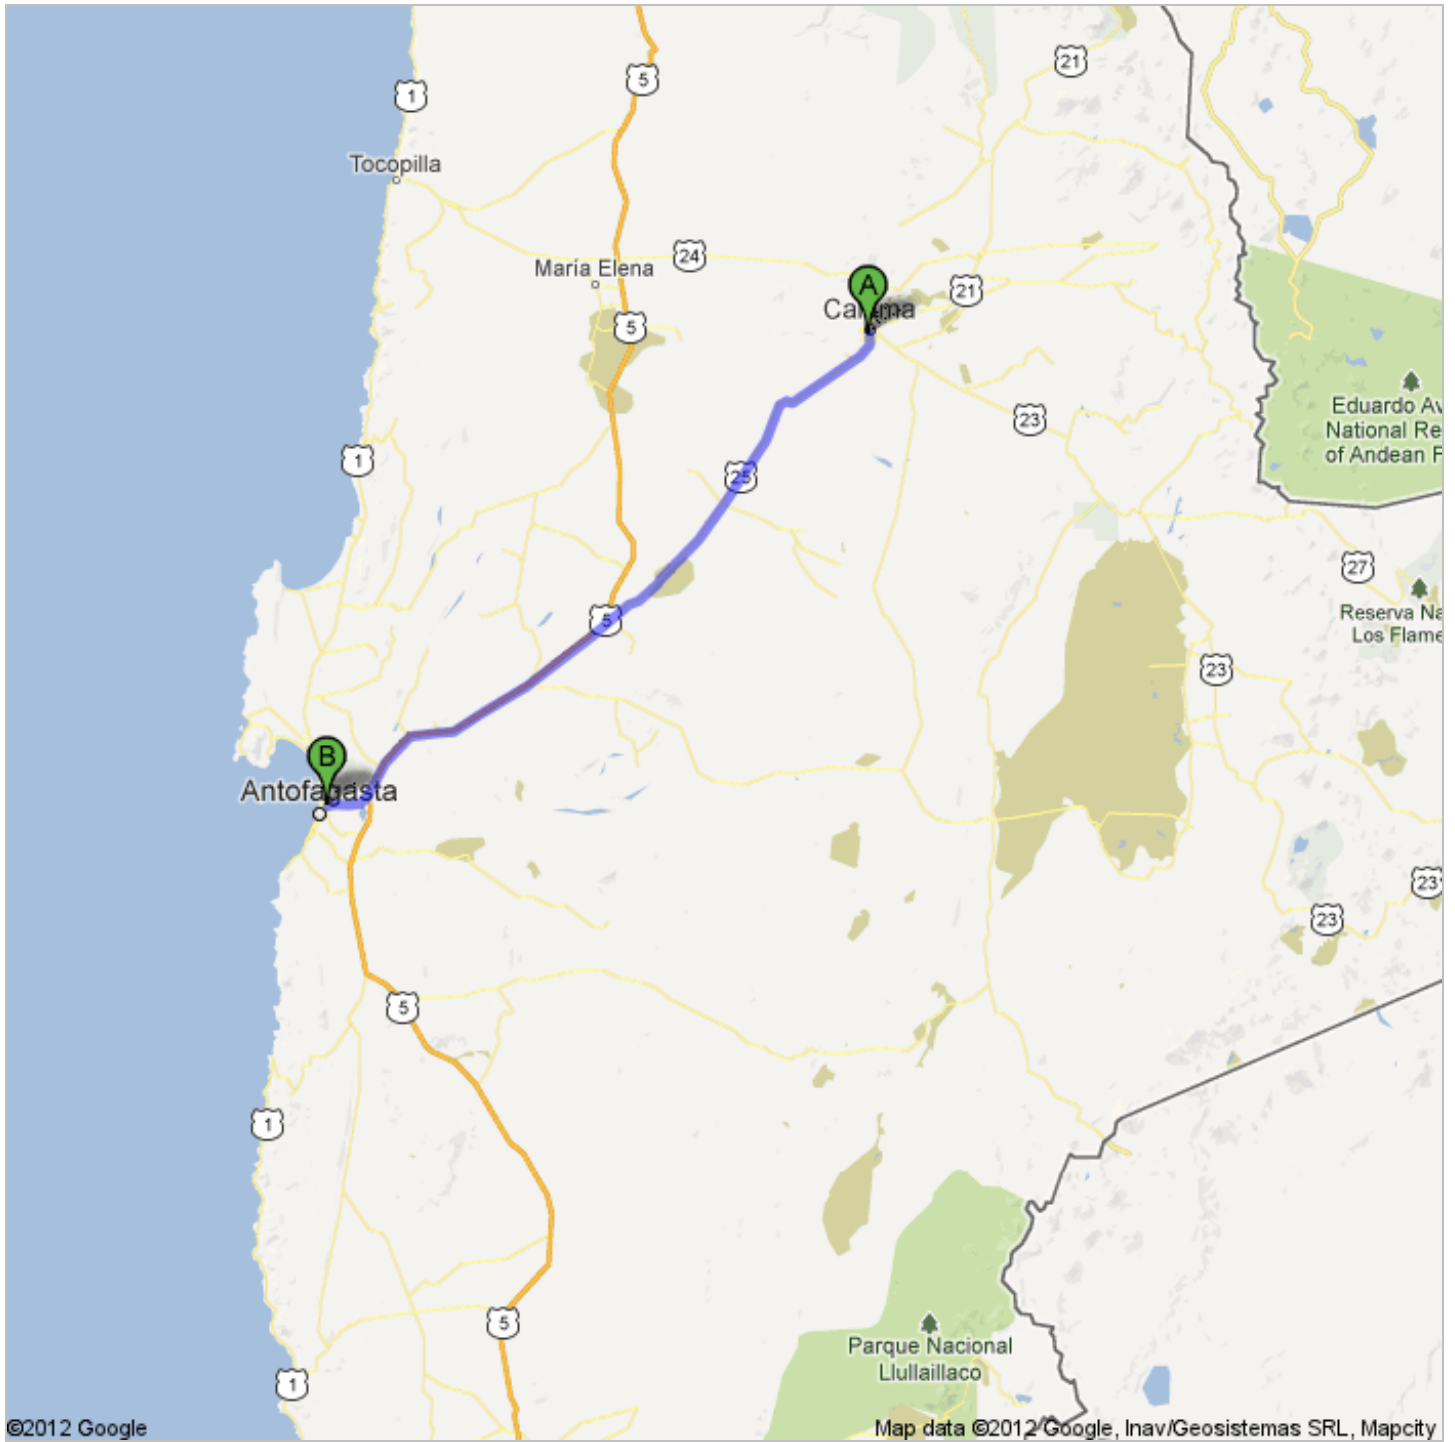 21
5
1
Tocopilla
24
María Elena
A
21
Calama
5
Eduardo Av
National Re
of Andean F
23
1
25
27
Reserva Na
Los Flame
5
23
B
Antofagasta
23
23
5
1
5
Parque Nacional
Llullaillaco
1
©2012 Google
Map data ©2012 Google, Inav/Geosistemas SRL, Mapcity